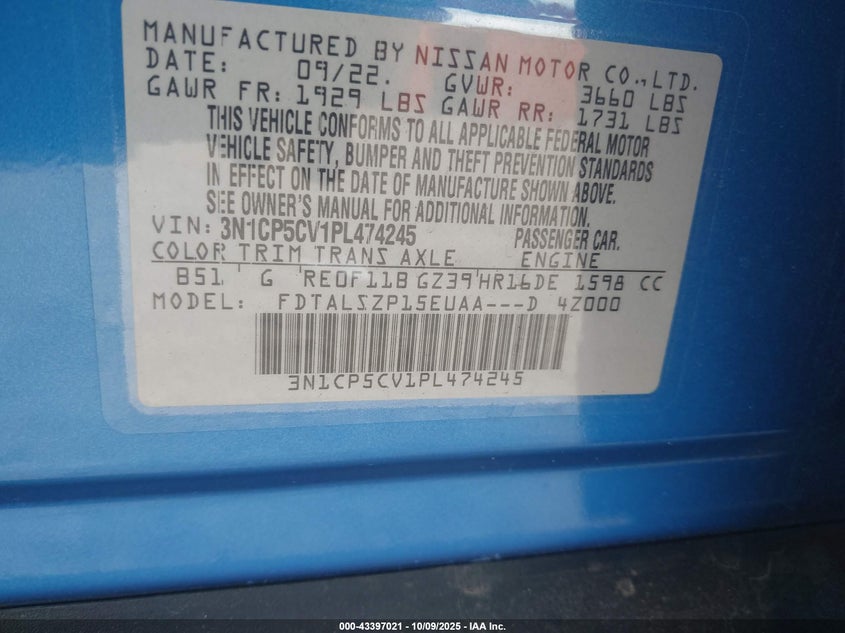 MANUFACTURED BY NISSAN MOTOR CO., LTD.
DATE: 09/22. GVWR: 3660 LBS
GAWR FR: 1929 LBS GAWR RR: 1731 LBS
THIS VEHICLE CONFORMS TO ALL APPLICABLE FEDERAL MOTOR
VEHICLE SAFETY, BUMPER AND THEFT PREVENTION STANDARDS
IN EFFECT ON THE DATE OF MANUFACTURE SHOWN ABOVE.
SEE OWNER'S MANUAL FOR ADDITIONAL INFORMATION.
VIN: 3N1CP5CV1PL474245 PASSENGER CAR.
COLOR TRIM TRANS AXLE ENGINE
B51 G RE0F11B GZ39 HR16DE 1598 CC
MODEL: FDTALSZP15EUAA---D 4Z000
3N1CP5CV1PL474245
000-43397021 - 10/09/2025 - IAA Inc.